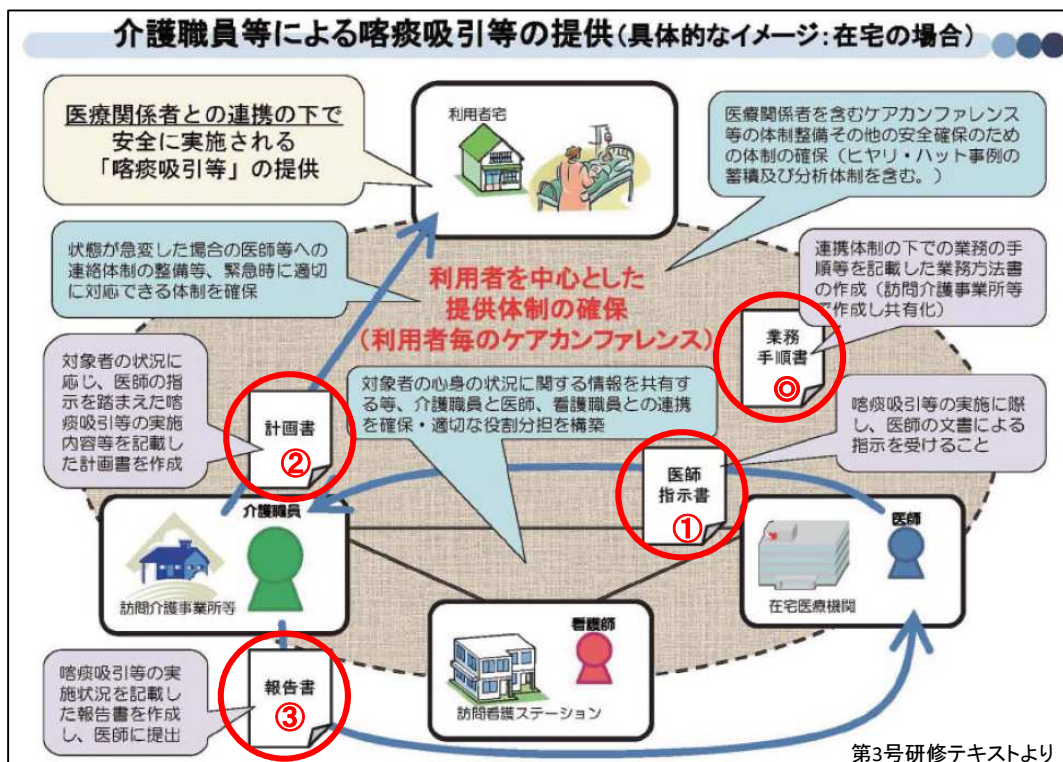 介護職員等による喀痰吸引等の提供（具体的なイメージ：在宅の場合）
医療関係者との連携の下で
安全に実施される
「喀痰吸引等」の提供
利用者宅
医療関係者を含むケアカンファレンス
等の体制整備その他の安全確保のため
の体制の確保（ヒヤリ・ハット事例の
蓄積及び分析体制を含む。）
状態が急変した場合の医師等への
連絡体制の整備等、緊急時に適切
に対応できる体制を確保
利用者を中心とした
提供体制の確保
（利用者毎のケアカンファレンス）
連携体制の下での業務の手
順等を記載した業務方法書
の作成（訪問介護事業所等
で作成し共有化）
業務
手順書
◎
対象者の状況に
応じ、医師の指
示を踏まえた喀
痰吸引等の実施
内容等を記載し
た計画書を作成
計画書
②
対象者の心身の状況に関する情報を共有す
る等、介護職員と医師、看護職員との連携
を確保・適切な役割分担を構築
喀痰吸引等の実施に際
し、医師の文書による
指示を受けること
医師
指示書
①
介護職員
訪問介護事業所等
医師
在宅医療機関
看護師
訪問看護ステーション
喀痰吸引等の実
施状況を記載し
た報告書を作成
し、医師に提出
報告書
③
第3号研修テキストより